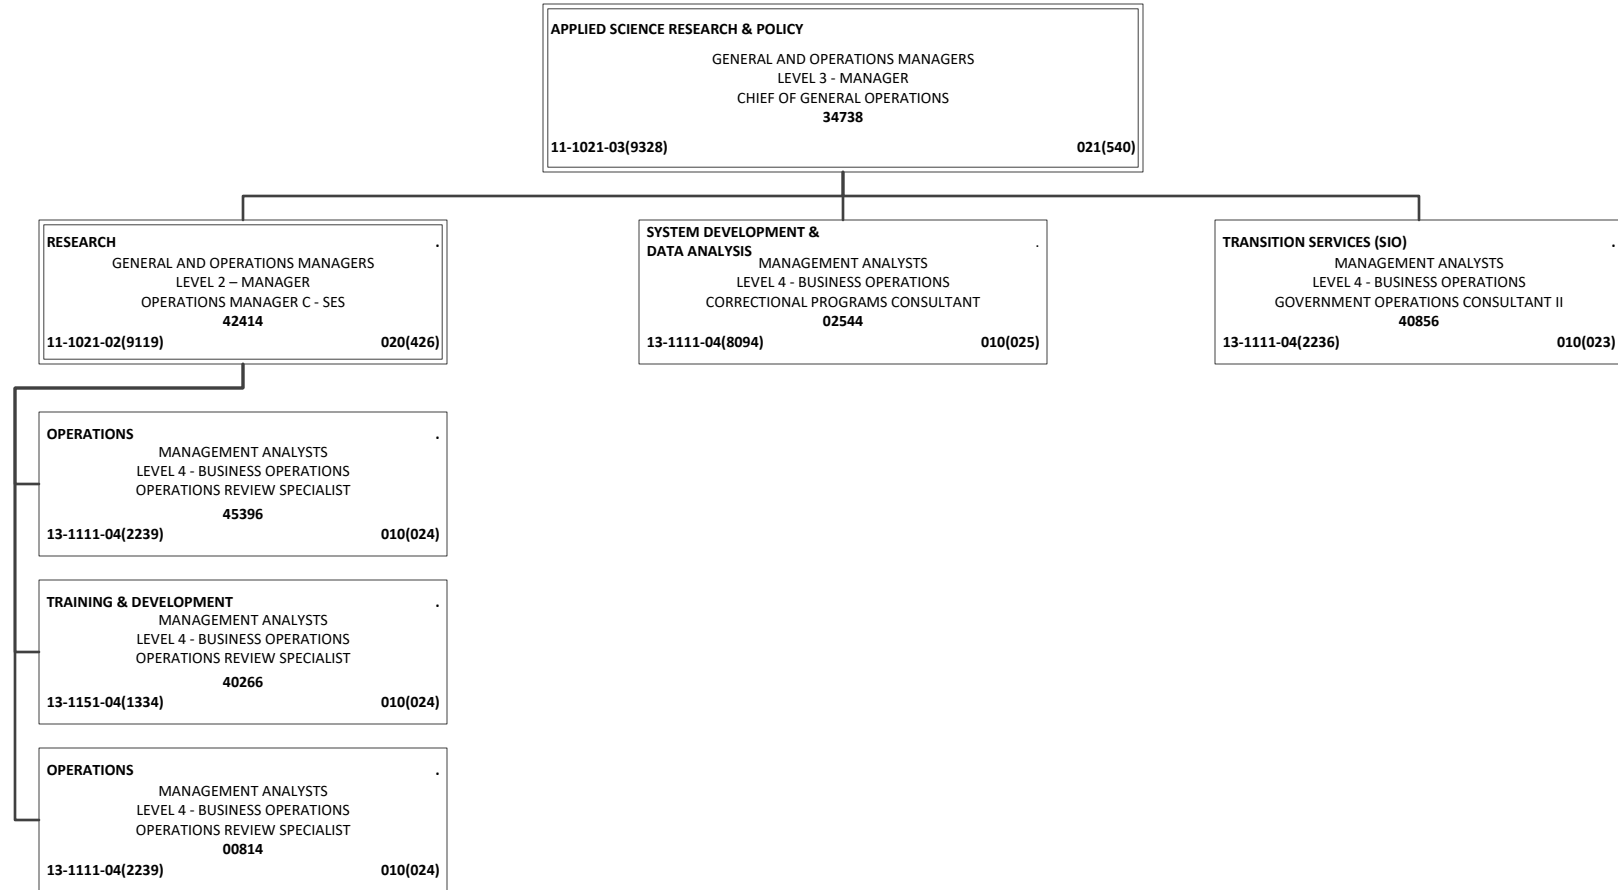 APPLIED SCIENCE RESEARCH & POLICY
GENERAL AND OPERATIONS MANAGERS
LEVEL 3 - MANAGER
CHIEF OF GENERAL OPERATIONS
34738
11-1021-03(9328) 021(540)
RESEARCH .
GENERAL AND OPERATIONS MANAGERS
LEVEL 2 – MANAGER
OPERATIONS MANAGER C - SES
42414
11-1021-02(9119) 020(426)
SYSTEM DEVELOPMENT &
DATA ANALYSIS .
MANAGEMENT ANALYSTS
LEVEL 4 - BUSINESS OPERATIONS
CORRECTIONAL PROGRAMS CONSULTANT
02544
13-1111-04(8094) 010(025)
TRANSITION SERVICES (SIO) .
MANAGEMENT ANALYSTS
LEVEL 4 - BUSINESS OPERATIONS
GOVERNMENT OPERATIONS CONSULTANT II
40856
13-1111-04(2236) 010(023)
OPERATIONS .
MANAGEMENT ANALYSTS
LEVEL 4 - BUSINESS OPERATIONS
OPERATIONS REVIEW SPECIALIST
45396
13-1111-04(2239) 010(024)
TRAINING & DEVELOPMENT .
MANAGEMENT ANALYSTS
LEVEL 4 - BUSINESS OPERATIONS
OPERATIONS REVIEW SPECIALIST
40266
13-1151-04(1334) 010(024)
OPERATIONS .
MANAGEMENT ANALYSTS
LEVEL 4 - BUSINESS OPERATIONS
OPERATIONS REVIEW SPECIALIST
00814
13-1111-04(2239) 010(024)